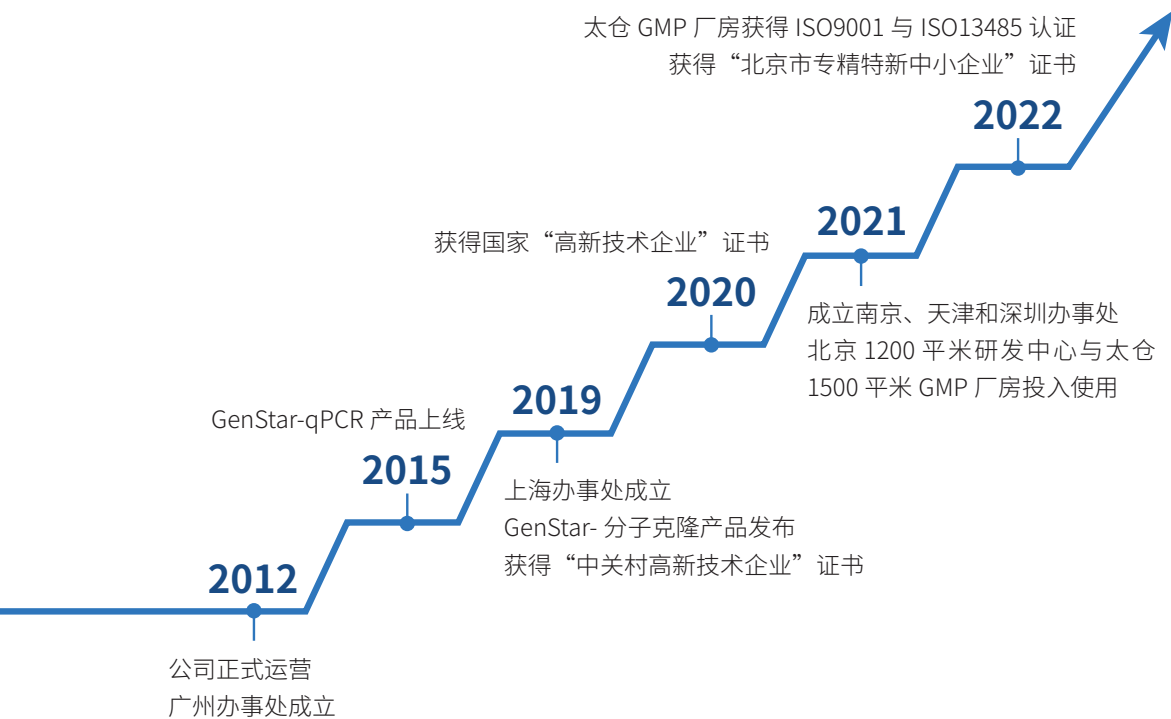 太仓 GMP 厂房获得 ISO9001 与 ISO13485 认证
获得“北京市专精特新中小企业”证书
2022
2021
获得国家“高新技术企业”证书
2020
成立南京、天津和深圳办事处
北京 1200 平米研发中心与太仓
1500 平米 GMP 厂房投入使用
2019
GenStar-qPCR 产品上线
2015
上海办事处成立
GenStar- 分子克隆产品发布
获得“中关村高新技术企业”证书
2012
公司正式运营
广州办事处成立